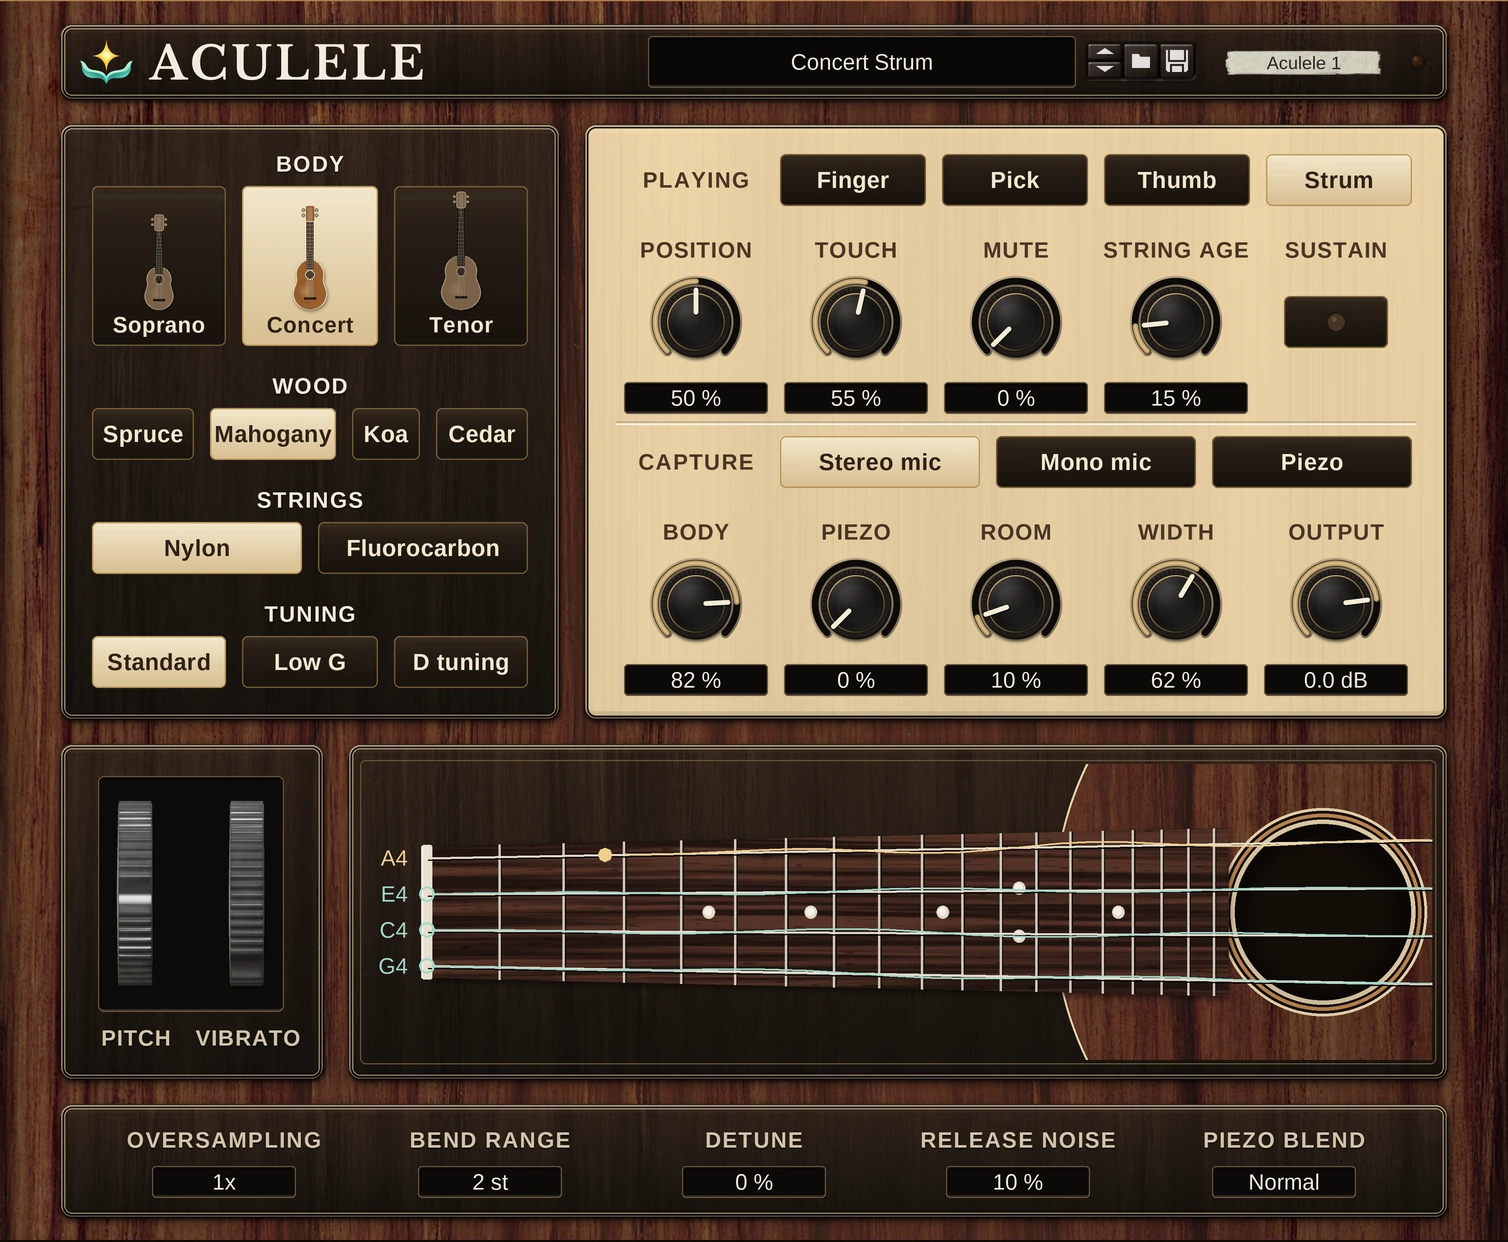 ACULELE
Concert Strum
Aculele 1
BODY
Soprano
Concert
Tenor
WOOD
Spruce
Mahogany
Koa
Cedar
STRINGS
Nylon
Fluorocarbon
TUNING
Standard
Low G
D tuning
PLAYING
Finger
Pick
Thumb
Strum
POSITION
TOUCH
MUTE
STRING AGE
SUSTAIN
50 %
55 %
0 %
15 %
CAPTURE
Stereo mic
Mono mic
Piezo
BODY
PIEZO
ROOM
WIDTH
OUTPUT
82 %
0 %
10 %
62 %
0.0 dB
PITCH
VIBRATO
A4
E4
C4
G4
OVERSAMPLING
BEND RANGE
DETUNE
RELEASE NOISE
PIEZO BLEND
1x
2 st
0 %
10 %
Normal